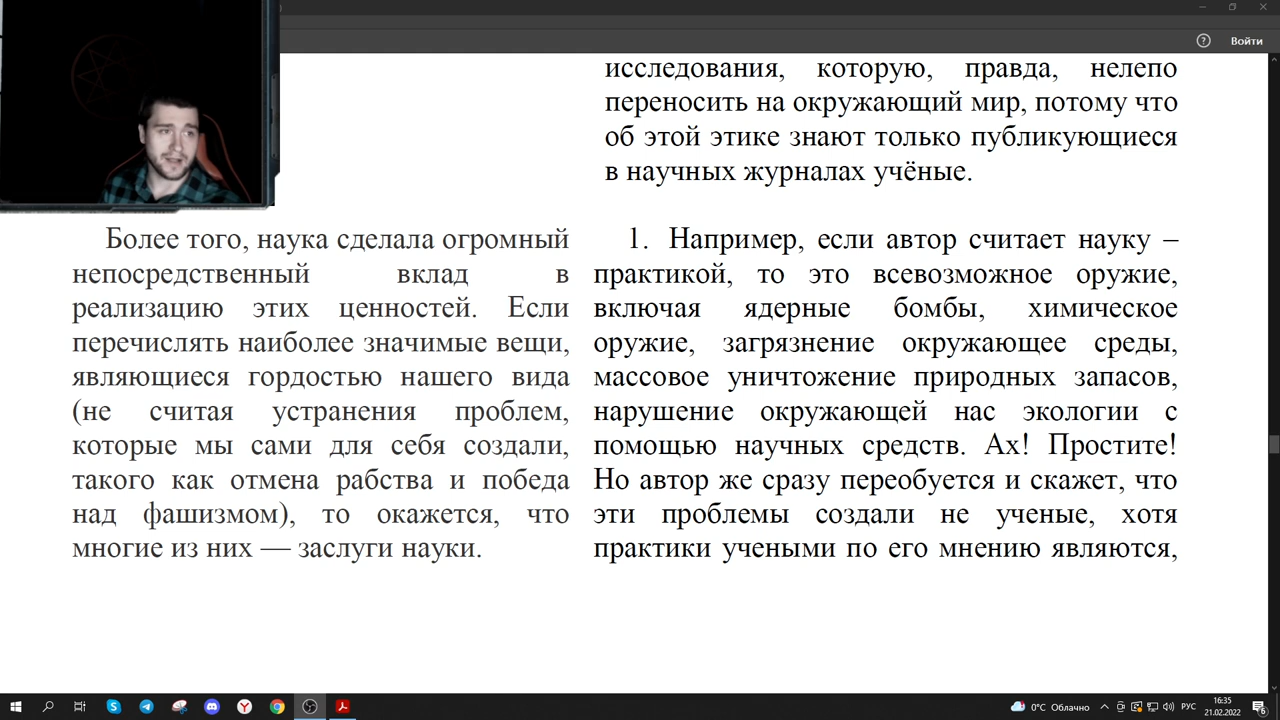 Войти
исследования, которую, правда, нелепо
переносить на окружающий мир, потому что
об этой этике знают только публикующиеся
в научных журналах учёные.
Более того, наука сделала огромный
непосредственный вклад в
реализацию этих ценностей. Если
перечислять наиболее значимые вещи,
являющиеся гордостью нашего вида
(не считая устранения проблем,
которые мы сами для себя создали,
такого как отмена рабства и победа
над фашизмом), то окажется, что
многие из них — заслуги науки.
1. Например, если автор считает науку –
практикой, то это всевозможное оружие,
включая ядерные бомбы, химическое
оружие, загрязнение окружающее среды,
массовое уничтожение природных запасов,
нарушение окружающей нас экологии с
помощью научных средств. Ах! Простите!
Но автор же сразу переобуется и скажет, что
эти проблемы создали не ученые, хотя
практики учеными по его мнению являются,
0°C Облачно
РУС
16:35
21.02.2022
6